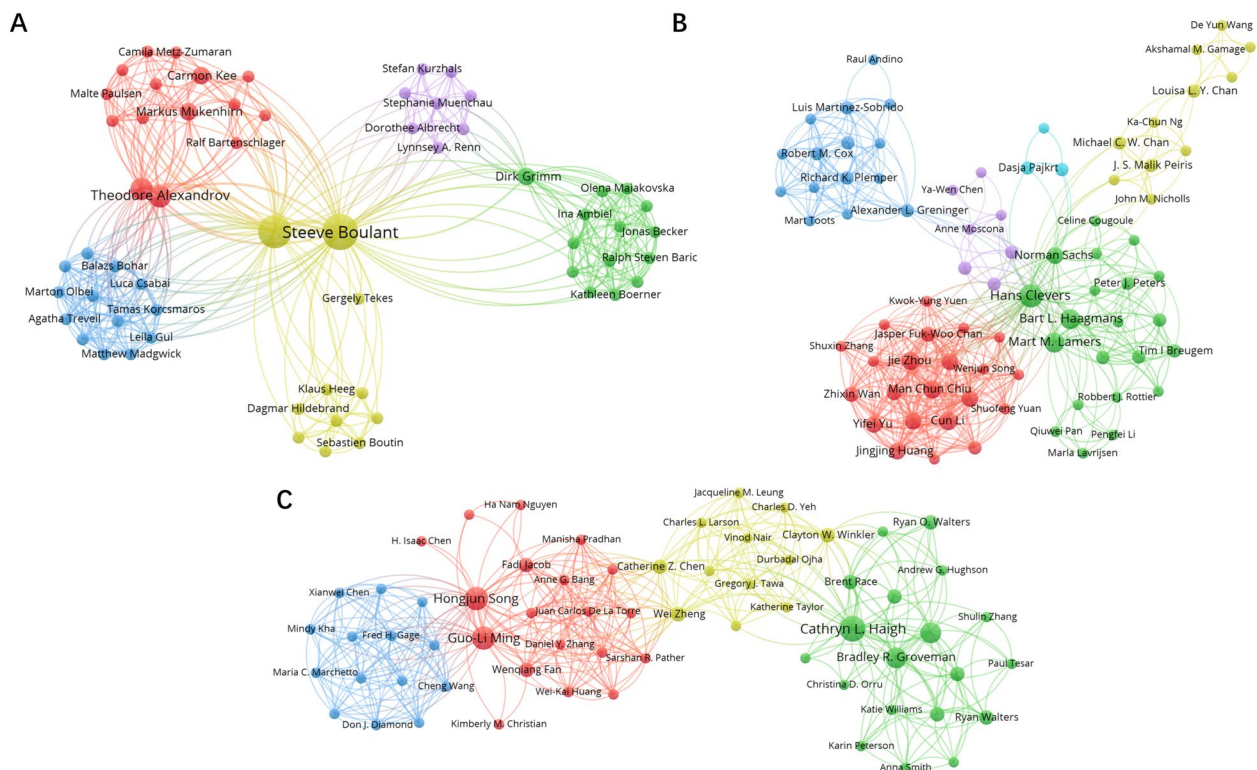 A
Camila Metz-Zumaran
Carmon Kee
Malte Paulsen
Markus Mukenhirn
Ralf Bartenschlager
Theodore Alexandrov
Stefan Kurzhals
Stephanie Muenchau
Dorothee Albrecht
Lynnsey A. Renn
Dirk Grimm
Olena Maiakovska
Ina Ambiel
Jonas Becker
Ralph Steven Baric
Kathleen Boerner
Steeve Boulant
Balazs Bohar
Luca Csabai
Marton Olbei
Tamas Korcsmaros
Agatha Treveil
Leila Gul
Matthew Madgwick
Gergely Tekes
Klaus Heeg
Dagmar Hildebrand
Sebastien Boutin
B
De Yun Wang
Akshamal M. Gamage
Louisa L. Y. Chan
Raul Andino
Luis Martinez-Sobrido
Robert M. Cox
Richard K. Plemper
Mart Toots
Alexander L. Greninger
Ka-Chun Ng
Michael C. W. Chan
J. S. Malik Peiris
John M. Nicholls
Dasja Pajkrt
Ya-Wen Chen
Anne Moscona
Celine Cougoule
Norman Sachs
Hans Clevers
Peter J. Peters
Bart L. Haagmans
Mart M. Lamers
Tim I Breugem
Kwok-Yung Yuen
Jasper Fuk-Woo Chan
Shuxin Zhang
Jie Zhou
Wenjun Song
Zhixin Wan
Man Chun Chiu
Shuofeng Yuan
Yifei Yu
Cun Li
Jingjing Huang
Robbert J. Rottier
Qiuwei Pan
Pengfei Li
Marla Lavrijsen
C
Ha Nam Nguyen
H. Isaac Chen
Manisha Pradhan
Fadi Jacob
Anne G. Bang
Xianwei Chen
Hongjun Song
Juan Carlos De La Torre
Mindy Kha
Fred H. Gage
Guo-Li Ming
Daniel Y. Zhang
Sarshan R. Pather
Maria C. Marchetto
Cheng Wang
Wenqiang Fan
Wei-Kai Huang
Don J. Diamond
Kimberly M. Christian
Jacqueline M. Leung
Charles D. Yeh
Charles L. Larson
Vinod Nair
Clayton W. Winkler
Durbadal Ojha
Catherine Z. Chen
Gregory J. Tawa
Katherine Taylor
Wei Zheng
Ryan O. Walters
Andrew G. Hughson
Brent Race
Shulin Zhang
Cathryn L. Haigh
Bradley R. Groveman
Paul Tesar
Christina D. Orru
Katie Williams
Ryan Walters
Karin Peterson
Anna Smith